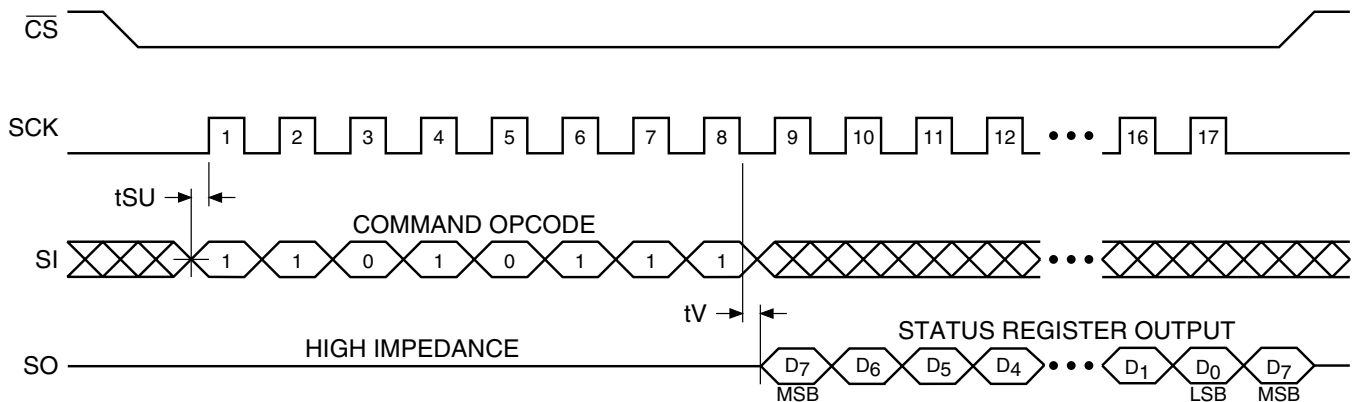 CS
SCK
1 2 3 4 5 6 7 8 9 10 11 12 ••• 16 17
tSU
COMMAND OPCODE
SI
1 1 0 1 0 1 1 1 •••
tV
STATUS REGISTER OUTPUT
HIGH IMPEDANCE
SO
D7 D6 D5 D4 ••• D1 D0 D7
MSB LSB MSB